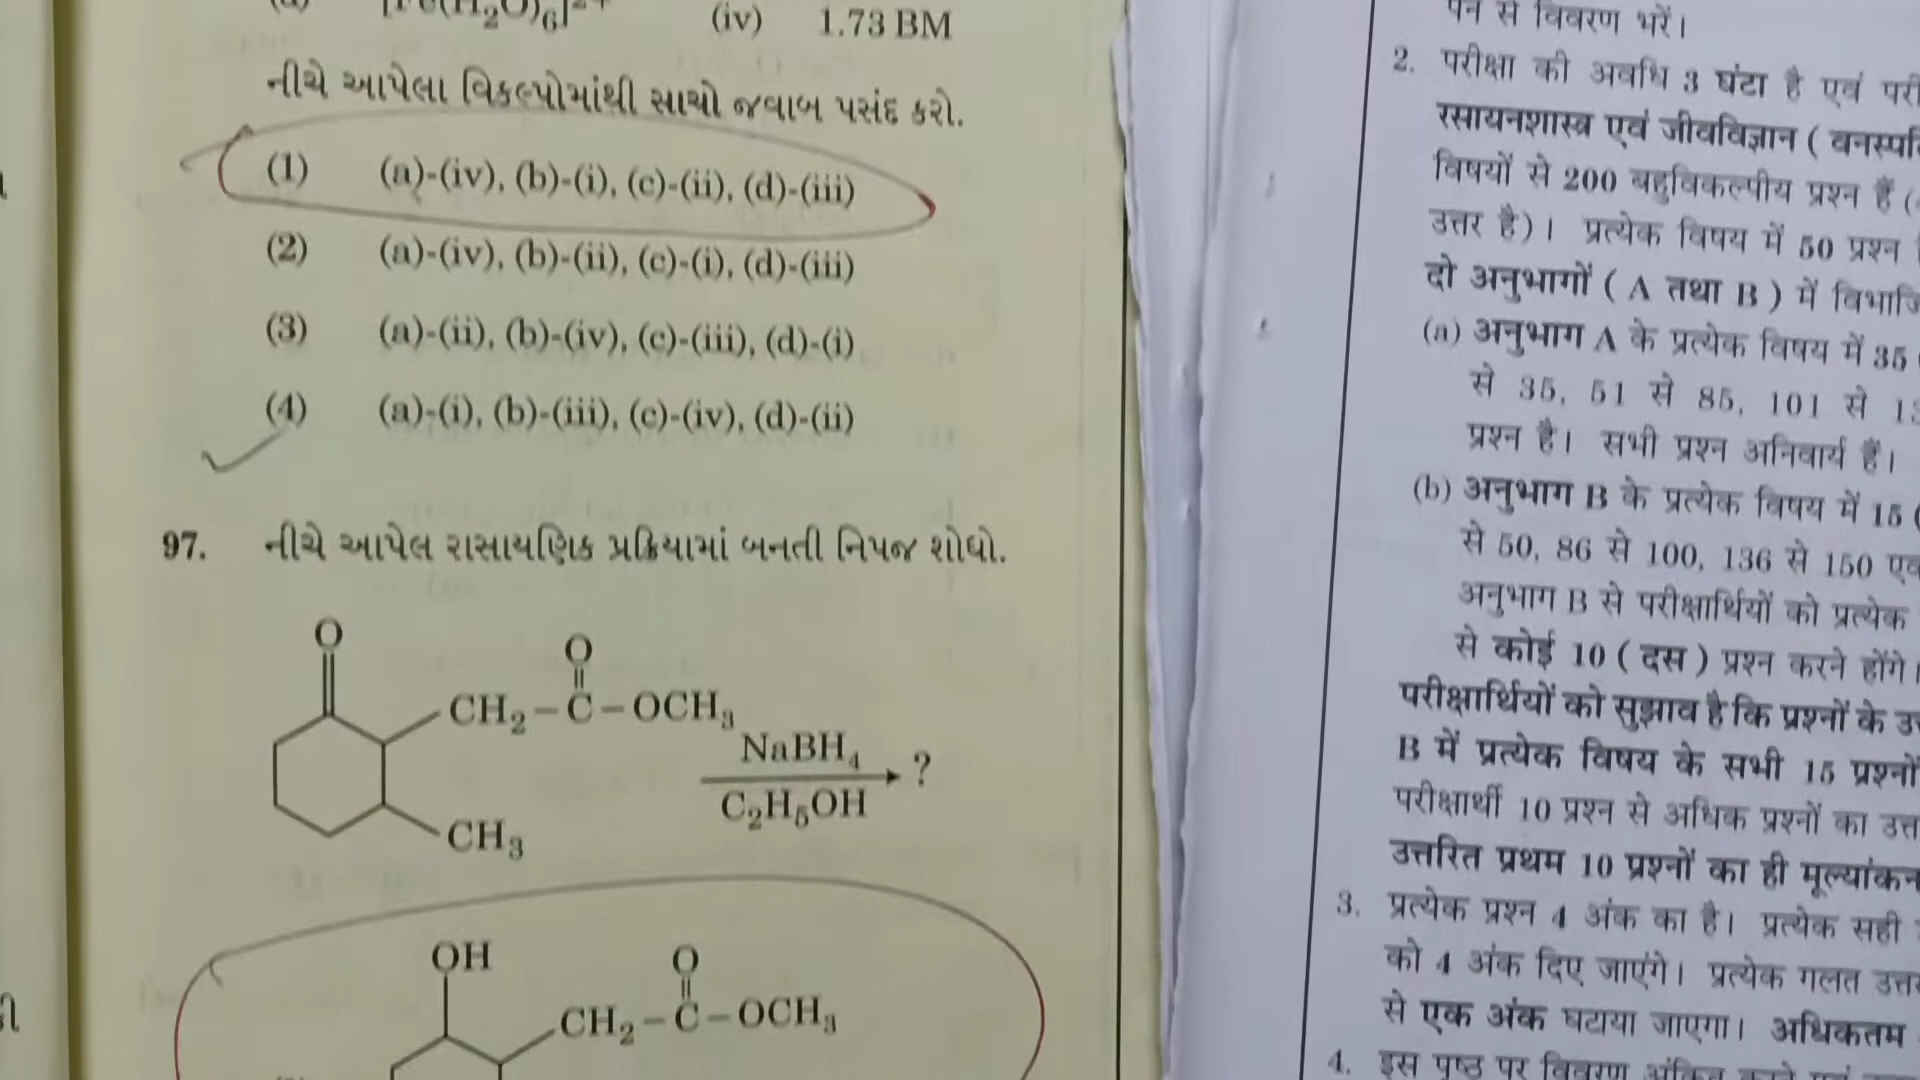 [Fe(H₂O)₆]²⁺ (iv) 1.73 BM
નીચે આપેલા વિકલ્પોમાંથી સાચો જવાબ પસંદ કરો.
(1) (a)-(iv), (b)-(i), (c)-(ii), (d)-(iii)
(2) (a)-(iv), (b)-(ii), (c)-(i), (d)-(iii)
(3) (a)-(ii), (b)-(iv), (c)-(iii), (d)-(i)
(4) (a)-(i), (b)-(iii), (c)-(iv), (d)-(ii)
97. નીચે આપેલ રાસાયણિક પ્રક્રિયામાં બનતી નિપજ શોધો.
O
O
CH₂ – C – OCH₃
NaBH₄
?
C₂H₅OH
CH₃
OH
O
CH₂ – C – OCH₃
से विवरण भरें।
2. परीक्षा की अवधि 3 घंटा है एवं
रसायनशास्त्र एवं जीवविज्ञान (
विषयों से 200 बहुविकल्पीय प्रश्न हैं (
उत्तर है)। प्रत्येक विषय में 50 प्रश्न
दो अनुभागों ( A तथा B ) में
(a) अनुभाग A के प्रत्येक विषय में 35
से 35, 51 से 85, 101 से
प्रश्न है। सभी प्रश्न अनिवार्य हैं।
(b) अनुभाग B के प्रत्येक विषय में 15 (
से 50, 86 से 100, 136 से 150
अनुभाग B से परीक्षार्थियों को प्रत्येक
से कोई 10 ( दस ) प्रश्न करने होंगे।
परीक्षार्थियों को सुझाव है कि प्रश्नों के
B में प्रत्येक विषय के सभी 15 प्रश्नों
परीक्षार्थी 10 प्रश्न से अधिक प्रश्नों का
उत्तरित प्रथम 10 प्रश्नों का ही मूल्यांकन
3. प्रत्येक प्रश्न 4 अंक का है। प्रत्येक सही
को 4 अंक दिए जाएंगे। प्रत्येक गलत
से एक अंक घटाया जाएगा। अधिकतम
4. इस पृष्ठ पर विवरण